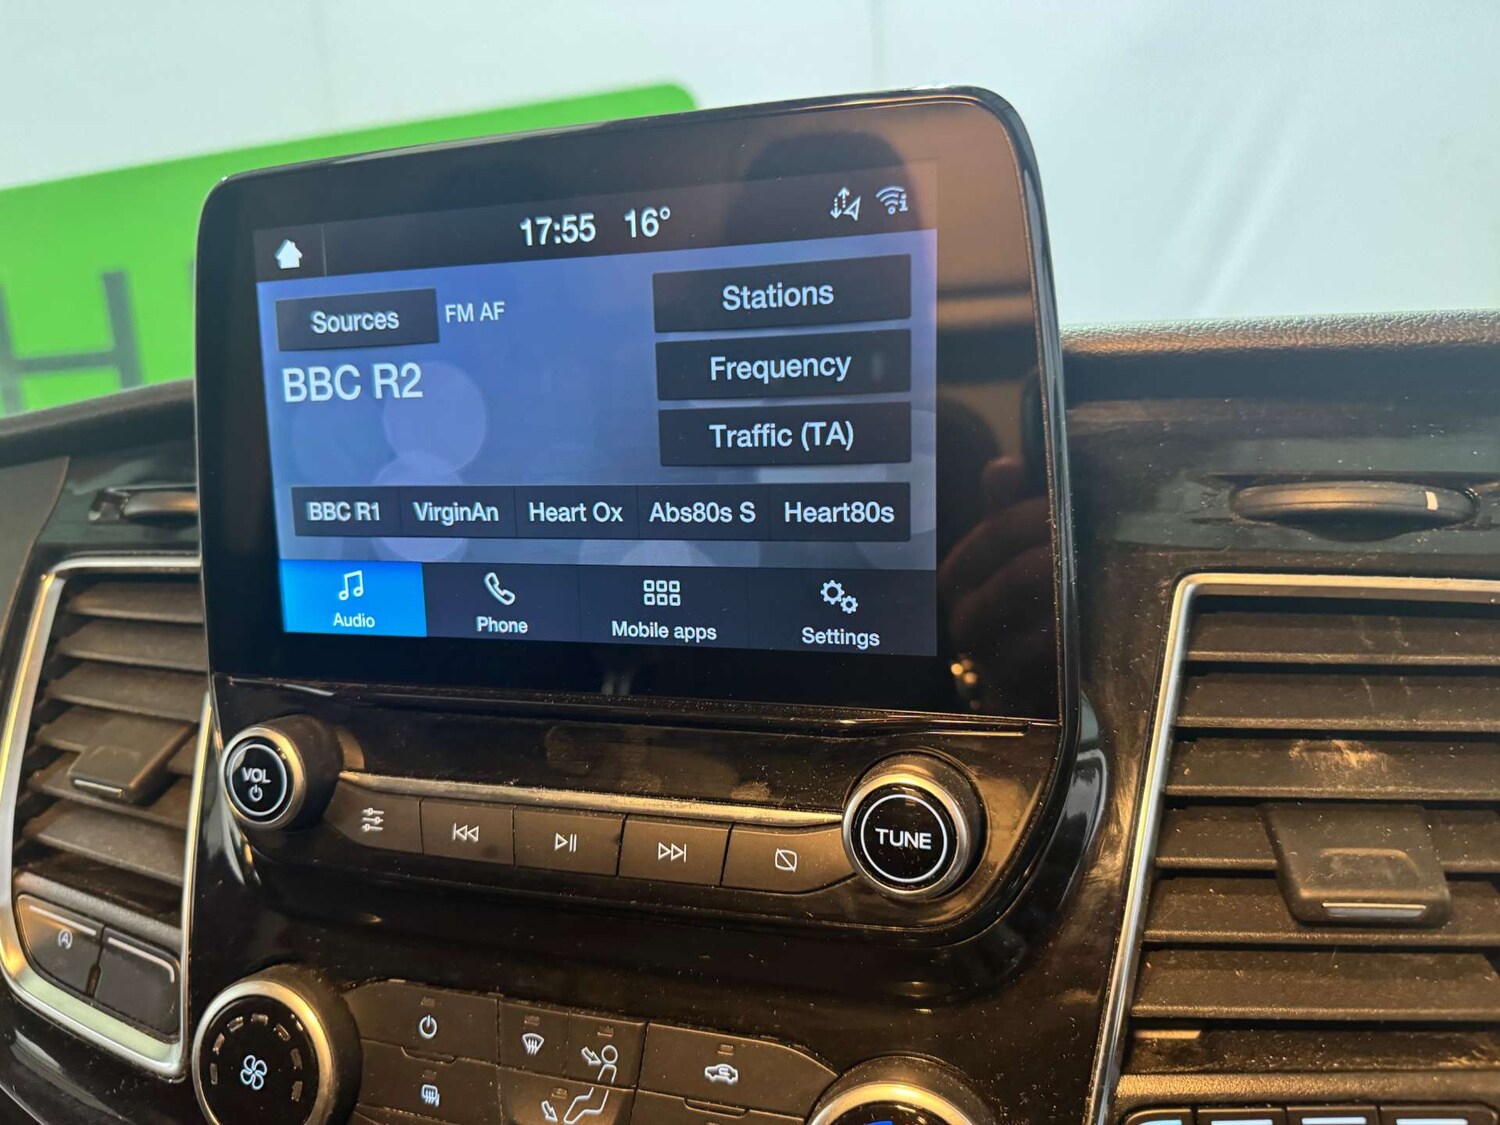 17:55 16°
Sources FM AF
BBC R2
Stations
Frequency
Traffic (TA)
BBC R1 VirginAn Heart Ox Abs80s S Heart80s
Audio Phone Mobile apps Settings
VOL
TUNE
A
H